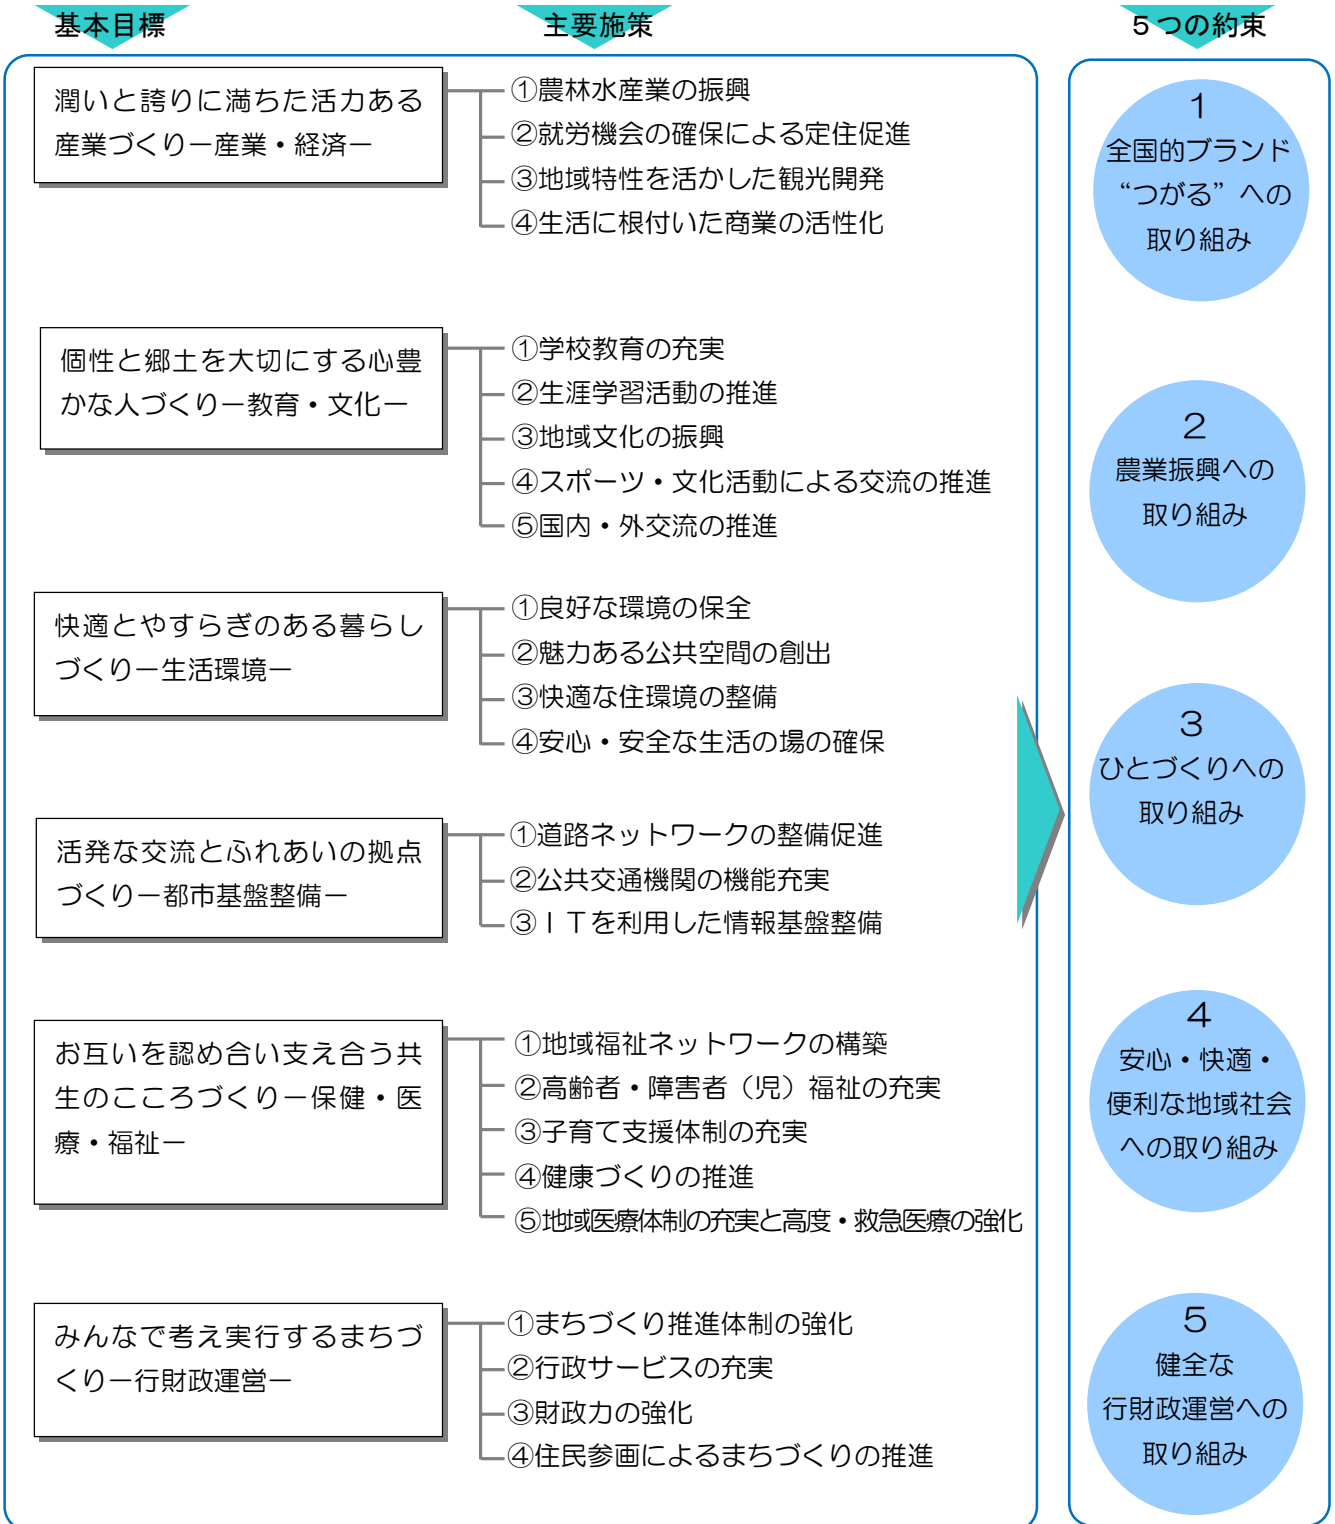 基本目標
主要施策
５つの約束
潤いと誇りに満ちた活力ある
産業づくりー産業・経済ー
①農林水産業の振興
②就労機会の確保による定住促進
③地域特性を活かした観光開発
④生活に根付いた商業の活性化
個性と郷土を大切にする心豊
かな人づくりー教育・文化ー
①学校教育の充実
②生涯学習活動の推進
③地域文化の振興
④スポーツ・文化活動による交流の推進
⑤国内・外交流の推進
快適とやすらぎのある暮らし
づくりー生活環境ー
①良好な環境の保全
②魅力ある公共空間の創出
③快適な住環境の整備
④安心・安全な生活の場の確保
活発な交流とふれあいの拠点
づくりー都市基盤整備ー
①道路ネットワークの整備促進
②公共交通機関の機能充実
③ＩＴを利用した情報基盤整備
お互いを認め合い支え合う共
生のこころづくりー保健・医
療・福祉ー
①地域福祉ネットワークの構築
②高齢者・障害者（児）福祉の充実
③子育て支援体制の充実
④健康づくりの推進
⑤地域医療体制の充実と高度・救急医療の強化
みんなで考え実行するまちづ
くりー行財政運営ー
①まちづくり推進体制の強化
②行政サービスの充実
③財政力の強化
④住民参画によるまちづくりの推進
１
全国的ブランド
“つがる”への
取り組み
２
農業振興への
取り組み
３
ひとづくりへの
取り組み
４
安心・快適・
便利な地域社会
への取り組み
５
健全な
行財政運営への
取り組み